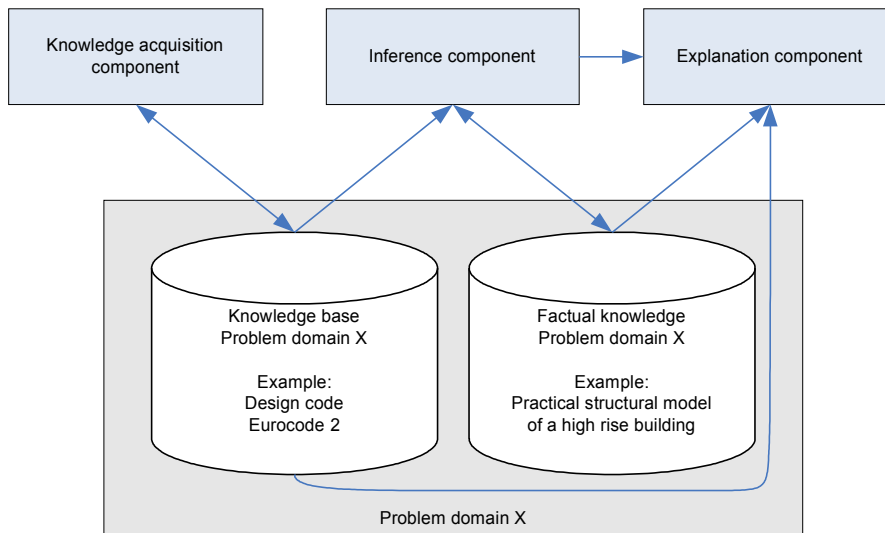 Knowledge acquisition
component
Inference component
Explanation component
Knowledge base
Problem domain X
Example:
Design code
Eurocode 2
Factual knowledge
Problem domain X
Example:
Practical structural model
of a high rise building
Problem domain X